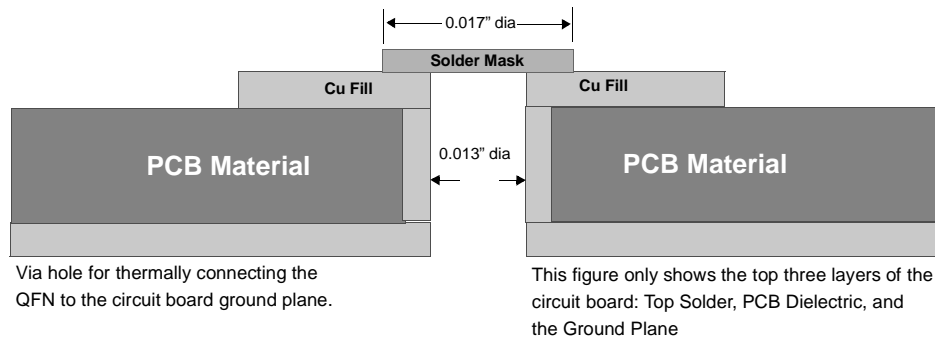 0.017” dia
Solder Mask
Cu Fill
Cu Fill
PCB Material
0.013” dia
PCB Material
Via hole for thermally connecting the
QFN to the circuit board ground plane.
This figure only shows the top three layers of the
circuit board: Top Solder, PCB Dielectric, and
the Ground Plane